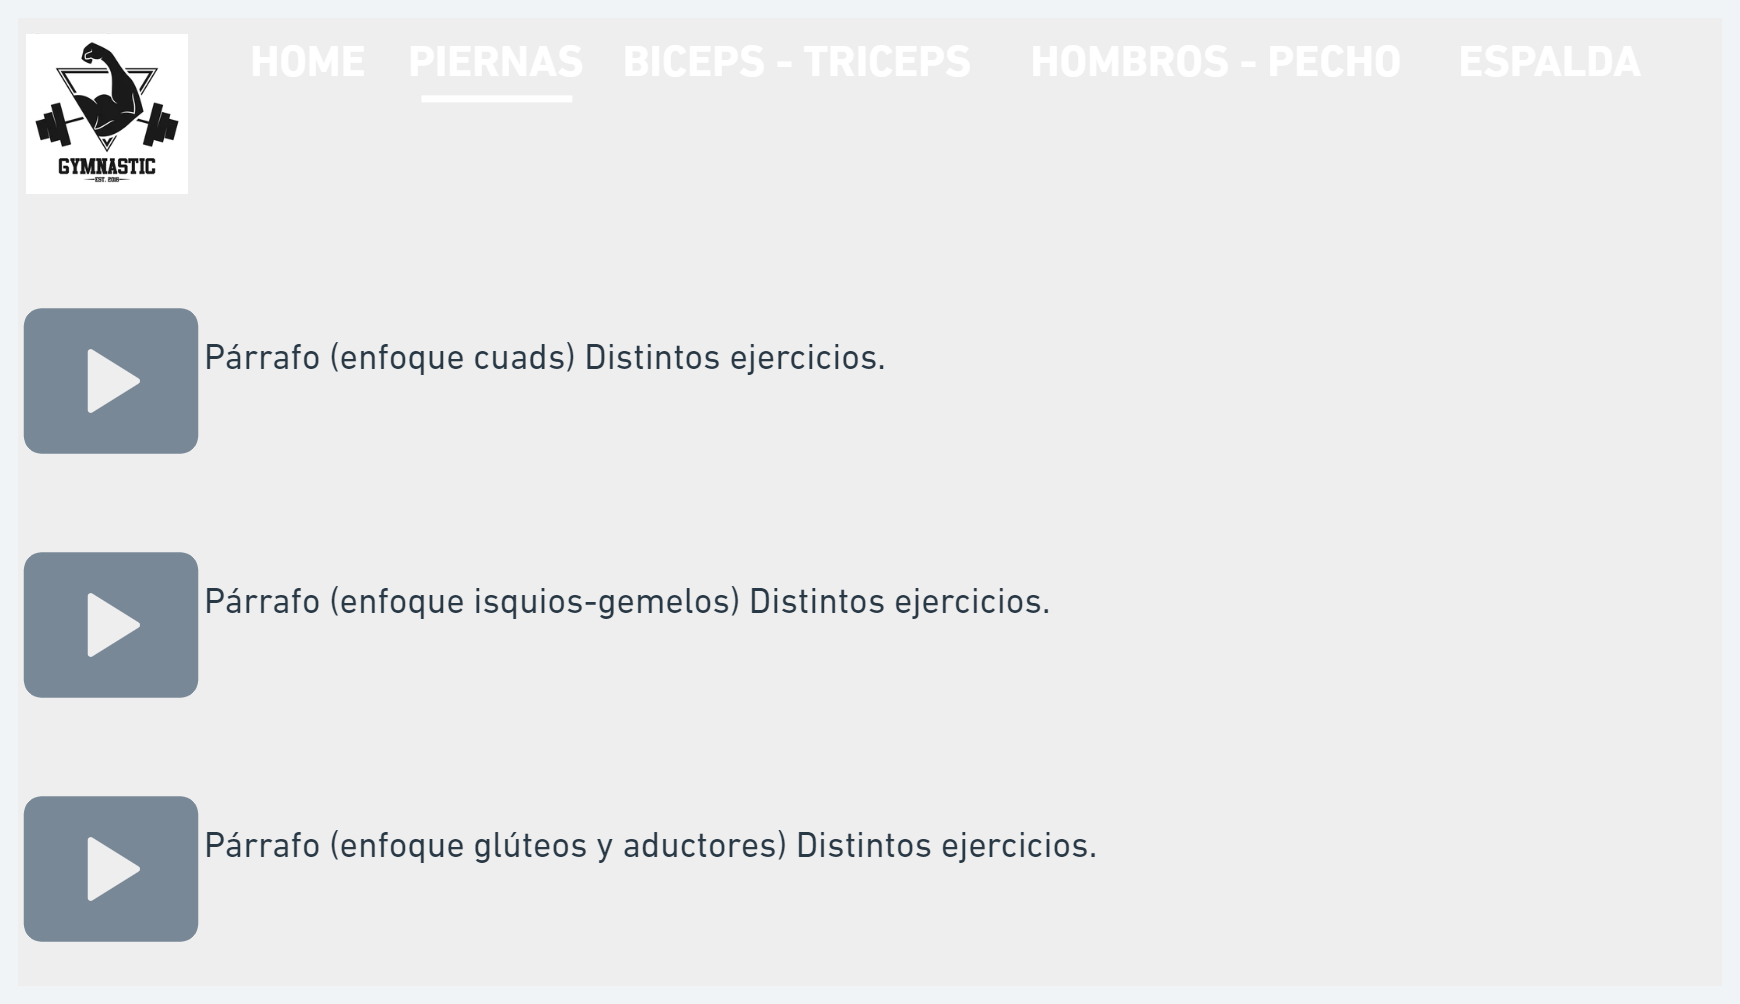 HOME PIERNAS BICEPS - TRICEPS HOMBROS - PECHO ESPALDA
GYMNASTIC
EST. 2016
Párrafo (enfoque cuads) Distintos ejercicios.
Párrafo (enfoque isquios-gemelos) Distintos ejercicios.
Párrafo (enfoque glúteos y aductores) Distintos ejercicios.